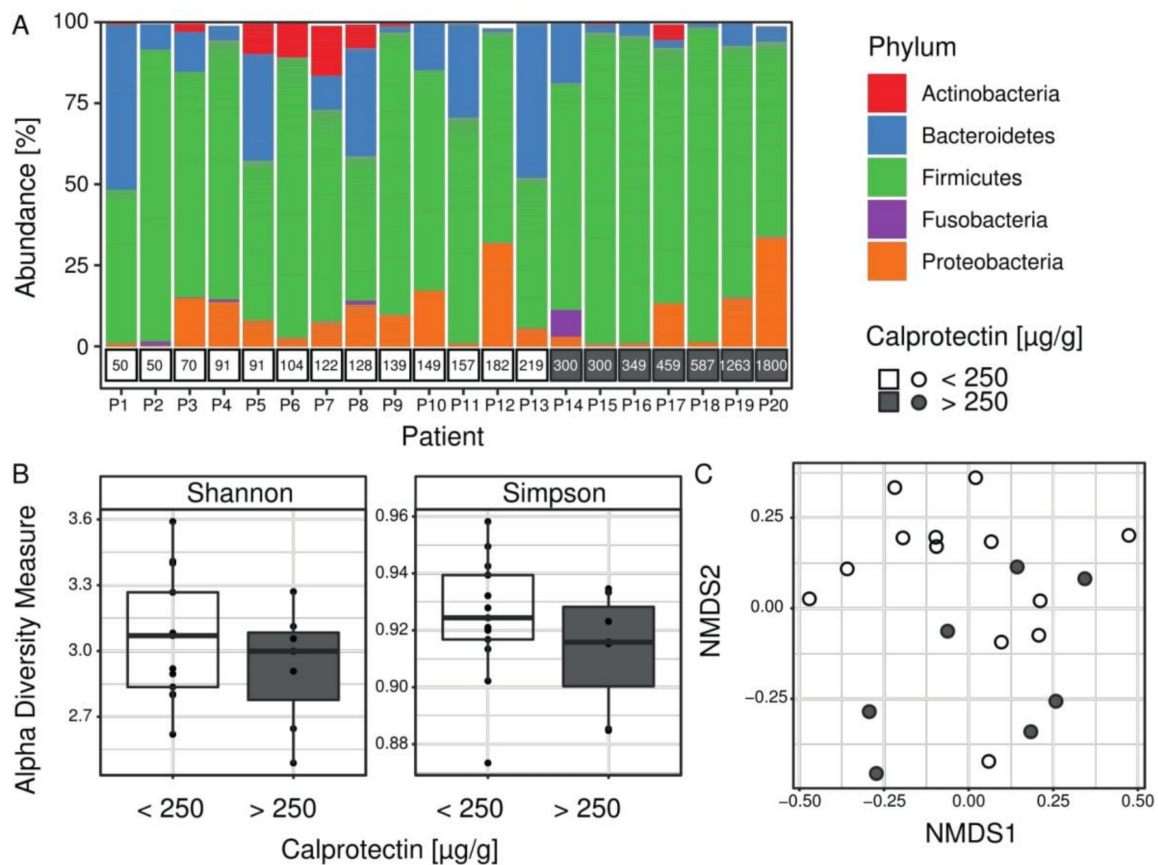 A
Abundance [%]
100
75
50
25
0
50 50 70 91 91 104 122 128 139 149 157 182 219 300 300 349 459 587 1263 1800
P1 P2 P3 P4 P5 P6 P7 P8 P9 P10 P11 P12 P13 P14 P15 P16 P17 P18 P19 P20
Patient
Phylum
Actinobacteria
Bacteroidetes
Firmicutes
Fusobacteria
Proteobacteria
Calprotectin [µg/g]
< 250
> 250
B
Alpha Diversity Measure
Shannon
3.6
3.3
3.0
2.7
< 250 > 250
Simpson
0.96
0.94
0.92
0.90
0.88
< 250 > 250
Calprotectin [µg/g]
C
NMDS2
0.25
0.00
−0.25
−0.50 −0.25 0.00 0.25 0.50
NMDS1